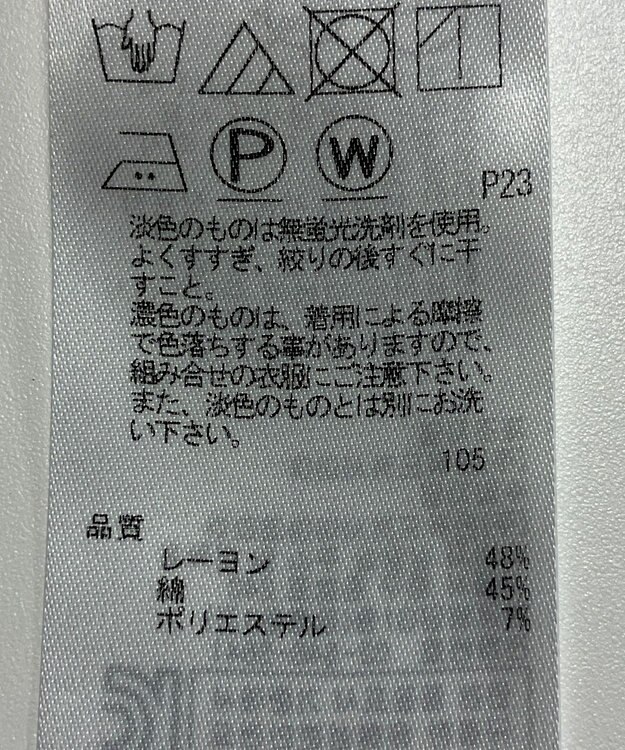 P
W
P23
淡色のものは無蛍光洗剤を使用。
よくすすぎ、絞りの後すぐに干
すこと。
濃色のものは、着用による摩擦
で色落ちする事がありますので、
組み合せの衣服にご注意下さい。
また、淡色のものとは別にお洗
い下さい。
105
品質
レーヨン 48%
綿 45%
ポリエステル 7%